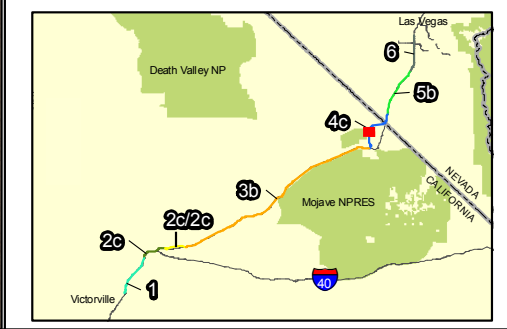 Las Vegas
6
Death Valley NP
5b
4c
NEVADA
CALIFORNIA
3b
Mojave NPRES
2c/2c
2c
40
1
Victorville